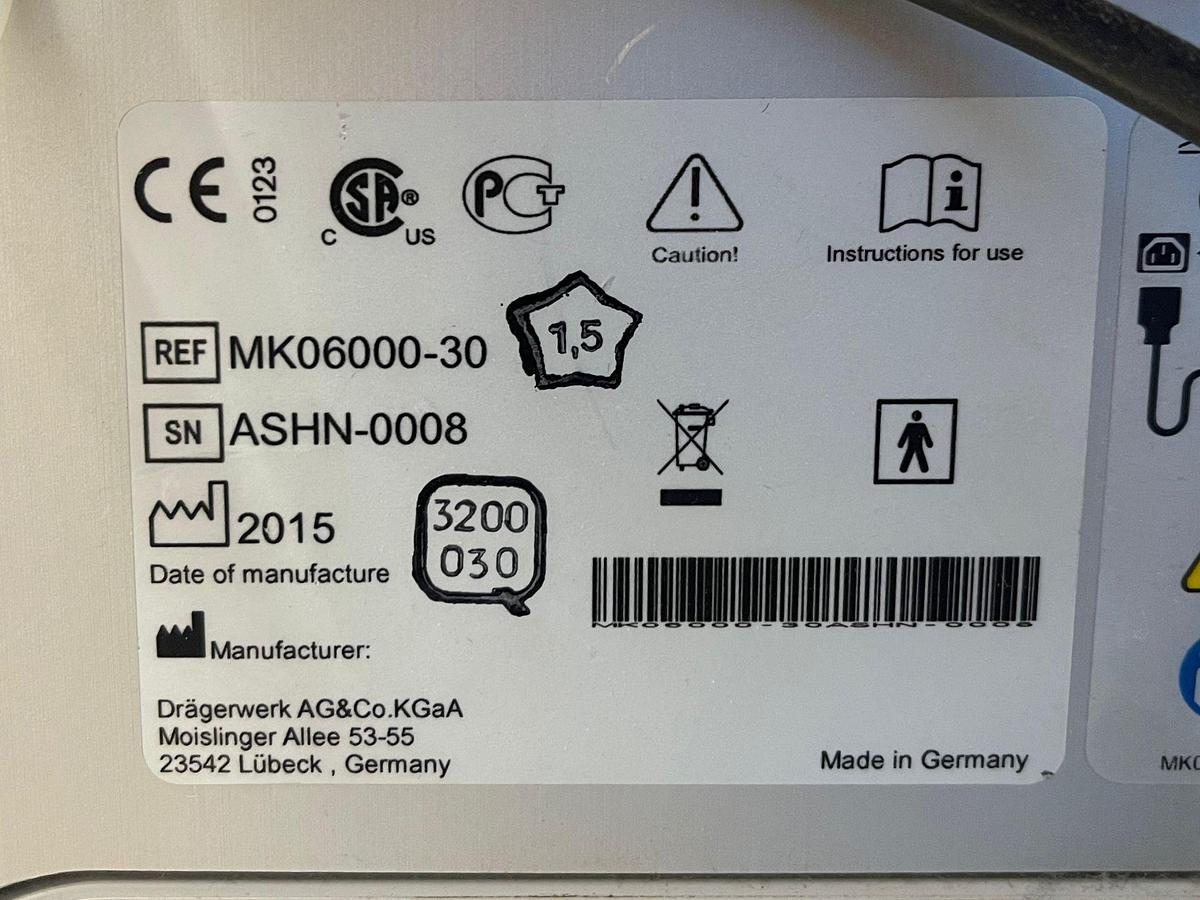 CE 0123
CSA® C US
РСТ
Caution!
Instructions for use
REF MK06000-30
1,5
SN ASHN-0008
2015
Date of manufacture
3200
030
MK06000-30ASHN-0008
Manufacturer:
Drägerwerk AG&Co.KGaA
Moislinger Allee 53-55
23542 Lübeck , Germany
Made in Germany